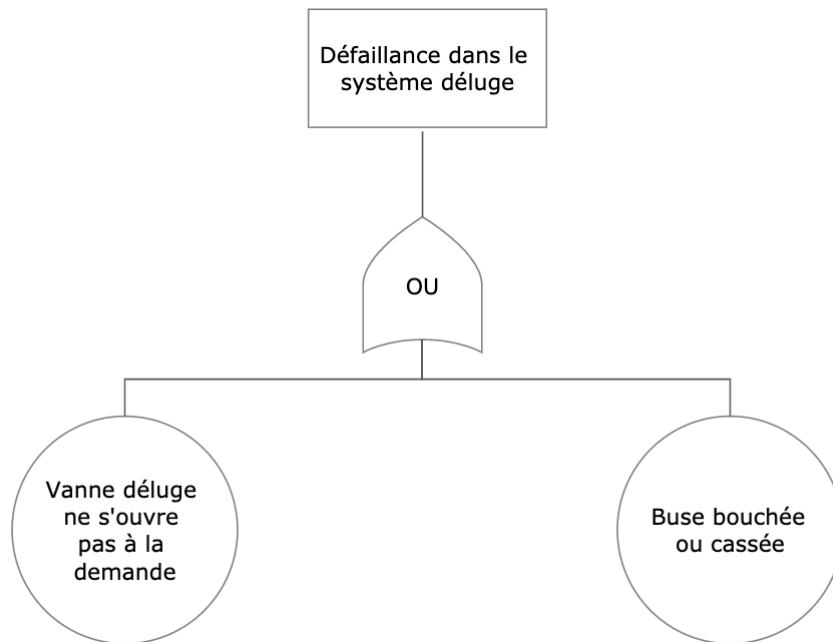 Défaillance dans le
système déluge
OU
Vanne déluge
ne s'ouvre
pas à la
demande
Buse bouchée
ou cassée